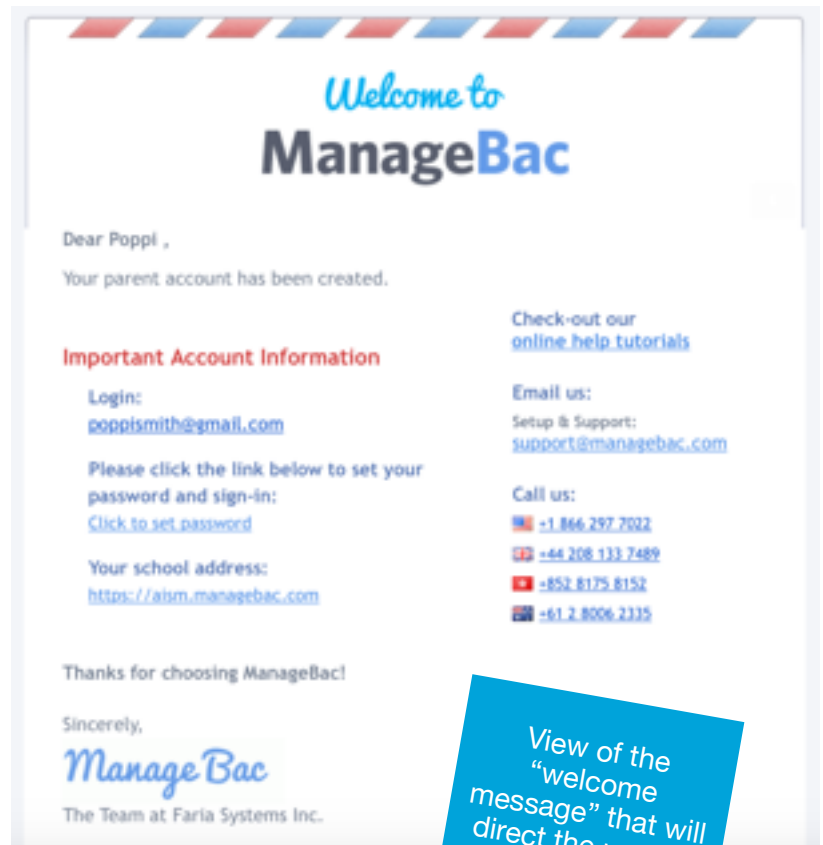 Welcome to
ManageBac
Dear Poppi ,
Your parent account has been created.
Important Account Information
Login:
poppismith@gmail.com
Please click the link below to set your
password and sign-in:
Click to set password
Your school address:
https://aism.managebac.com
Check-out our
online help tutorials
Email us:
Setup & Support:
support@managebac.com
Call us:
+1 866 297 7022
+44 208 133 7489
+852 8175 8152
+61 2 8006 2335
Thanks for choosing ManageBac!
Sincerely,
ManageBac
The Team at Faria Systems Inc.
View of the
“welcome
message” that will
direct the